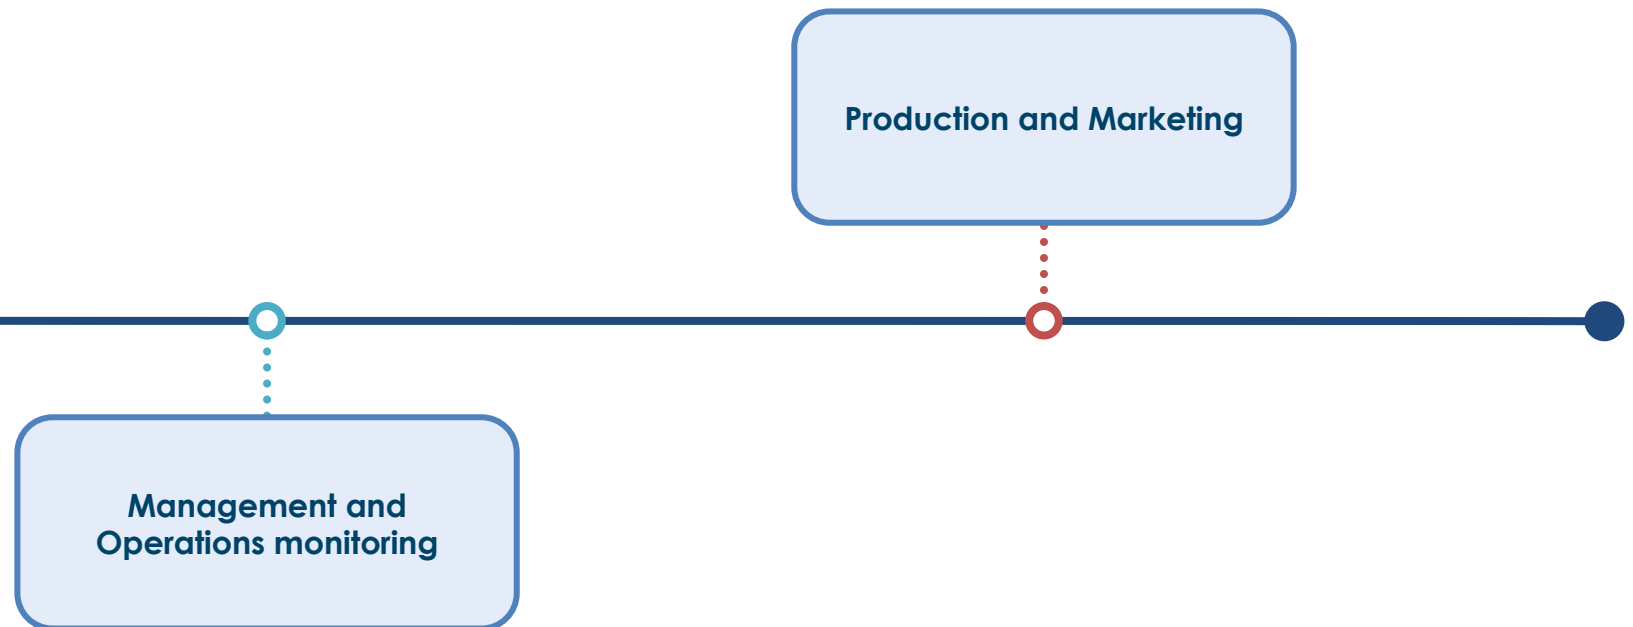 Production and Marketing
Management and
Operations monitoring